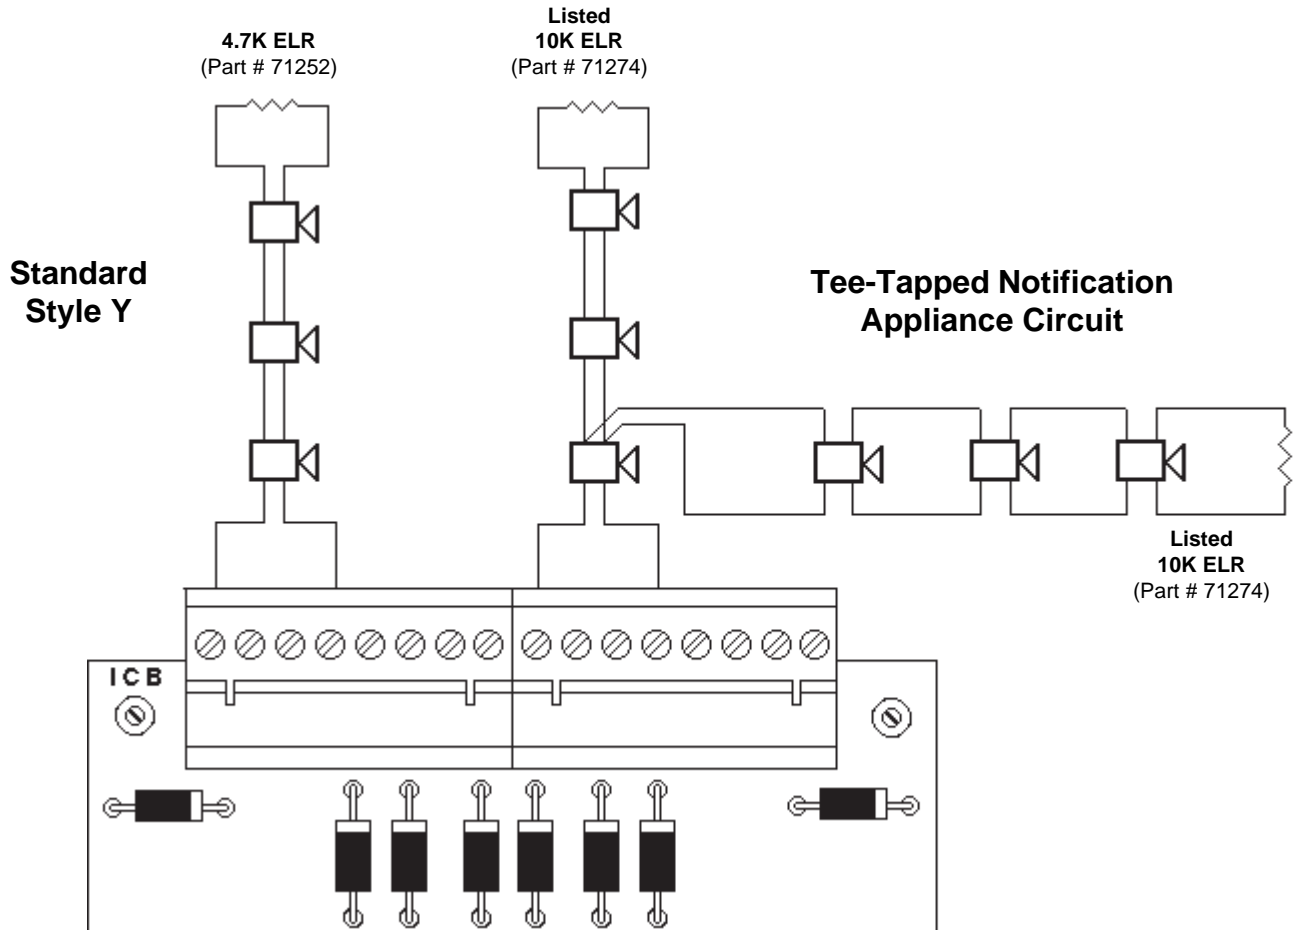 4.7K ELR
(Part # 71252)
Listed
10K ELR
(Part # 71274)
Standard
Style Y
Tee-Tapped Notification
Appliance Circuit
Listed
10K ELR
(Part # 71274)
ICB